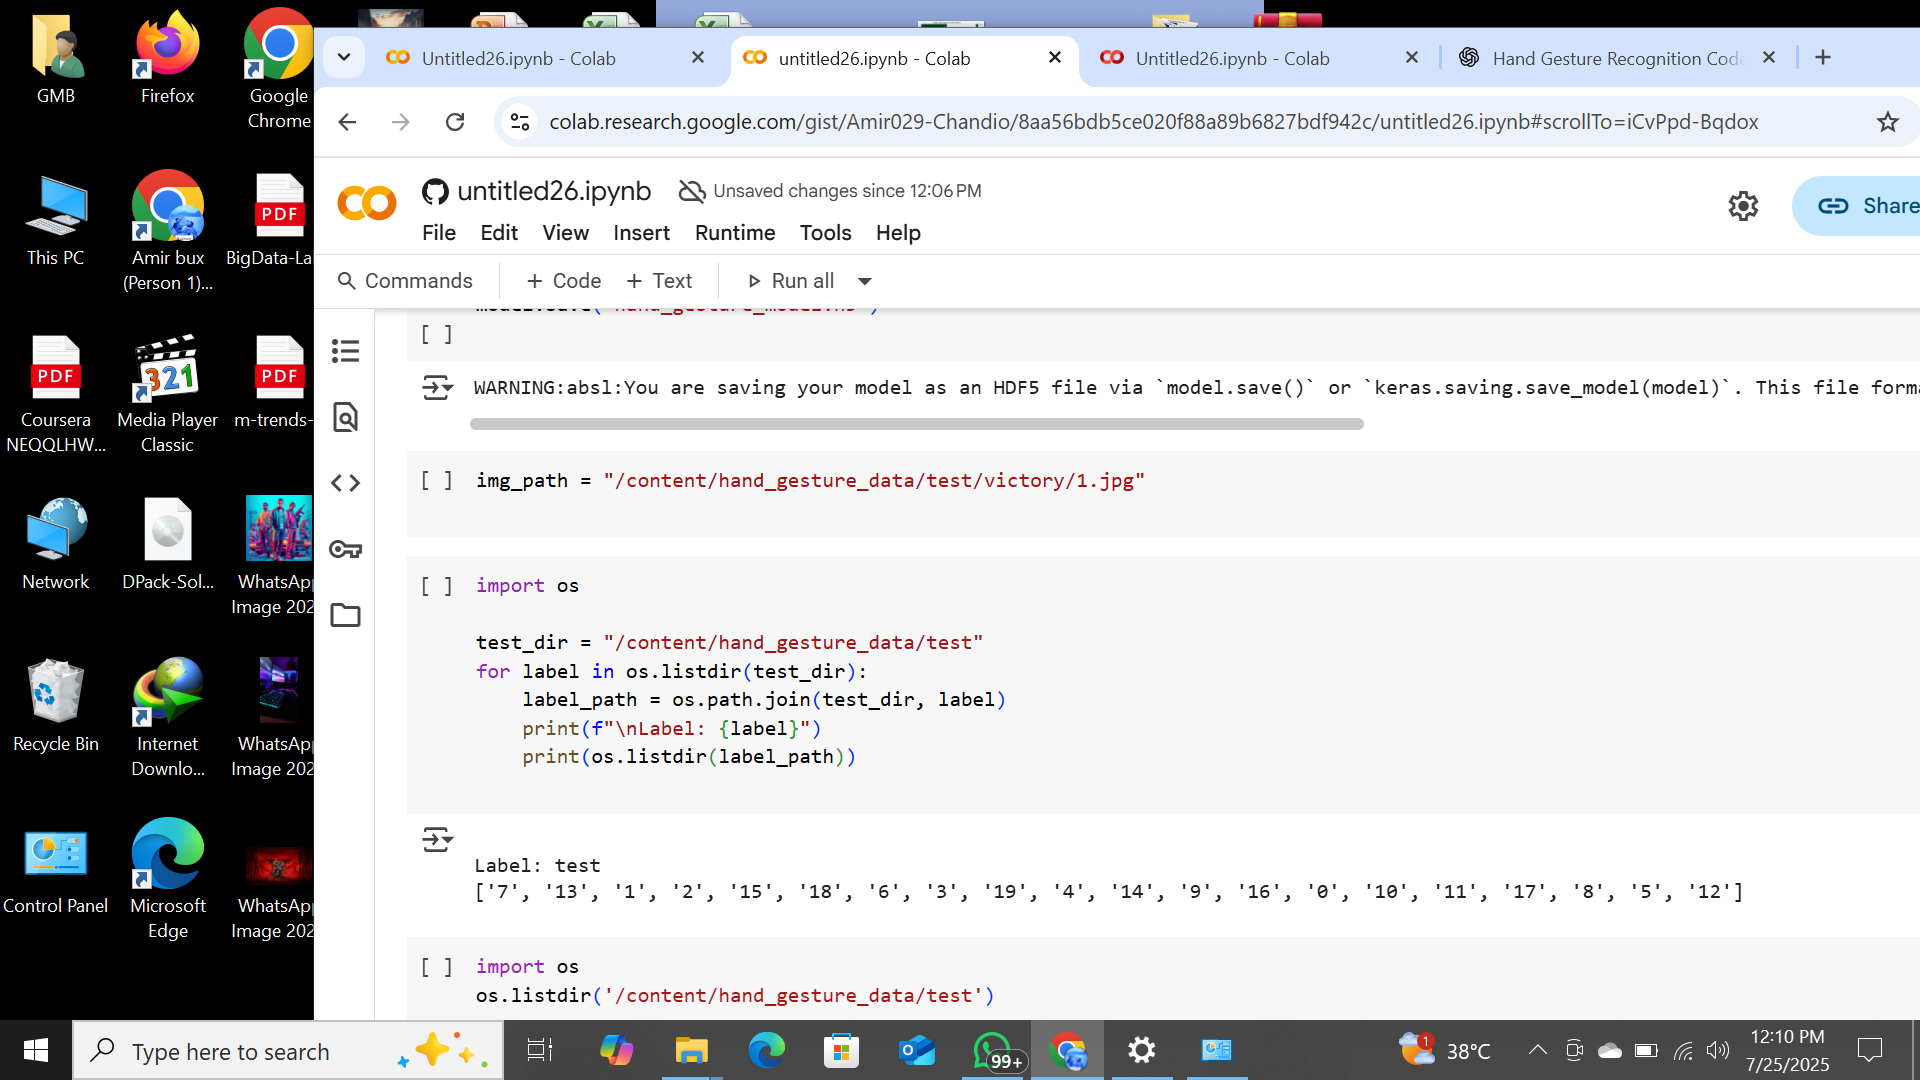 GMB
Firefox
Google
Chrome
This PC
Amir bux
(Person 1)...
PDF
BigData-La
PDF
Coursera
NEQQLHW...
321
Media Player
Classic
PDF
m-trends-
Network
DPack-Sol...
WhatsApp
Image 202
Recycle Bin
Internet
Downlo...
WhatsApp
Image 202
Control Panel
Microsoft
Edge
WhatsApp
Image 202
Untitled26.ipynb - Colab
untitled26.ipynb - Colab
Untitled26.ipynb - Colab
Hand Gesture Recognition Code
colab.research.google.com/gist/Amir029-Chandio/8aa56bdb5ce020f88a89b6827bdf942c/untitled26.ipynb#scrollTo=iCvPpd-Bqdox
untitled26.ipynb
Unsaved changes since 12:06 PM
File Edit View Insert Runtime Tools Help
Share
Commands + Code + Text Run all
[ ]
WARNING:absl:You are saving your model as an HDF5 file via `model.save()` or `keras.saving.save_model(model)`. This file forma
[ ] img_path = "/content/hand_gesture_data/test/victory/1.jpg"
[ ] import os
test_dir = "/content/hand_gesture_data/test"
for label in os.listdir(test_dir):
label_path = os.path.join(test_dir, label)
print(f"\nLabel: {label}")
print(os.listdir(label_path))
Label: test
['7', '13', '1', '2', '15', '18', '6', '3', '19', '4', '14', '9', '16', '0', '10', '11', '17', '8', '5', '12']
[ ] import os
os.listdir('/content/hand_gesture_data/test')
Type here to search
99+
1
38°C
12:10 PM
7/25/2025